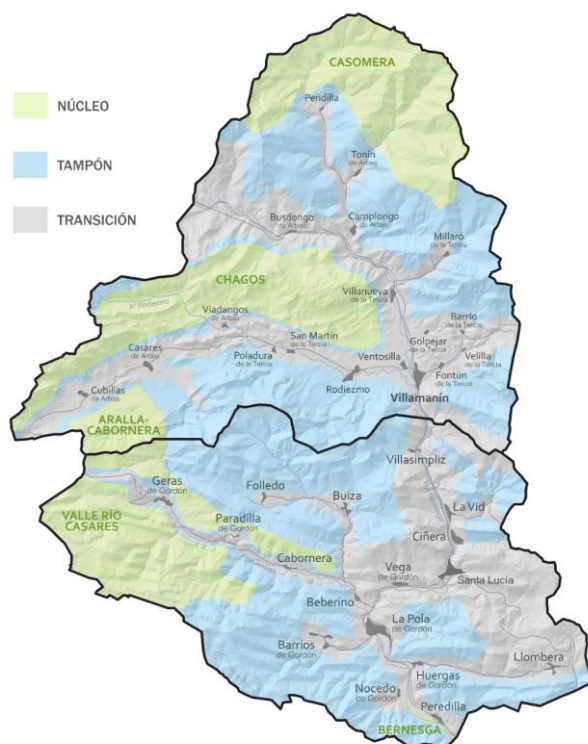 CASOMERA
NÚCLEO
TAMPÓN
TRANSICIÓN
Pendilla
Tonín
de Arbas
Busdongo
de Arbas
Camplongo
de Arbas
Millaró
de la Tercia
CHAGOS
Aº Rodiezmo
Villanueva
de la Tercia
Viadangos
de Arbas
San Martín
de la Tercia
Golpejar
de la Tercia
Barrio
de la Tercia
Casares
de Arbas
Poladura
de la Tercia
Ventosilla
Velilla
de la Tercia
Fontún
de la Tercia
Rodiezmo
Cubillas
de Arbas
Villamanín
ARALLA-
CABORNERA
Villasimpliz
Geras
de Gordón
Folledo
Buiza
La Vid
VALLE RÍO
CASARES
Paradilla
de Gordón
Ciñera
Cabornera
Vega
de Gordón
Santa Lucía
Beberino
La Pola
de Gordón
Barrios
de Gordón
Llombera
Huergas
de Gordón
Nocedo
de Gordón
Peredilla
BERNESGA